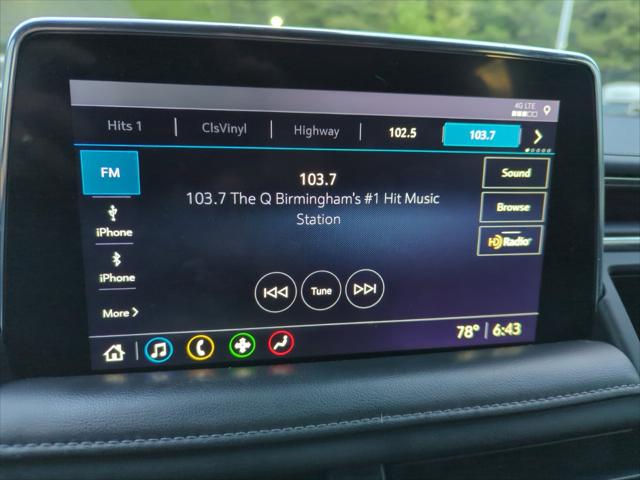 4G LTE
Hits 1 ClsVinyl Highway 102.5 103.7
FM
103.7
Sound
103.7 The Q Birmingham's #1 Hit Music
Station
Browse
iPhone
HD Radio
iPhone
Tune
More
78° 6:43